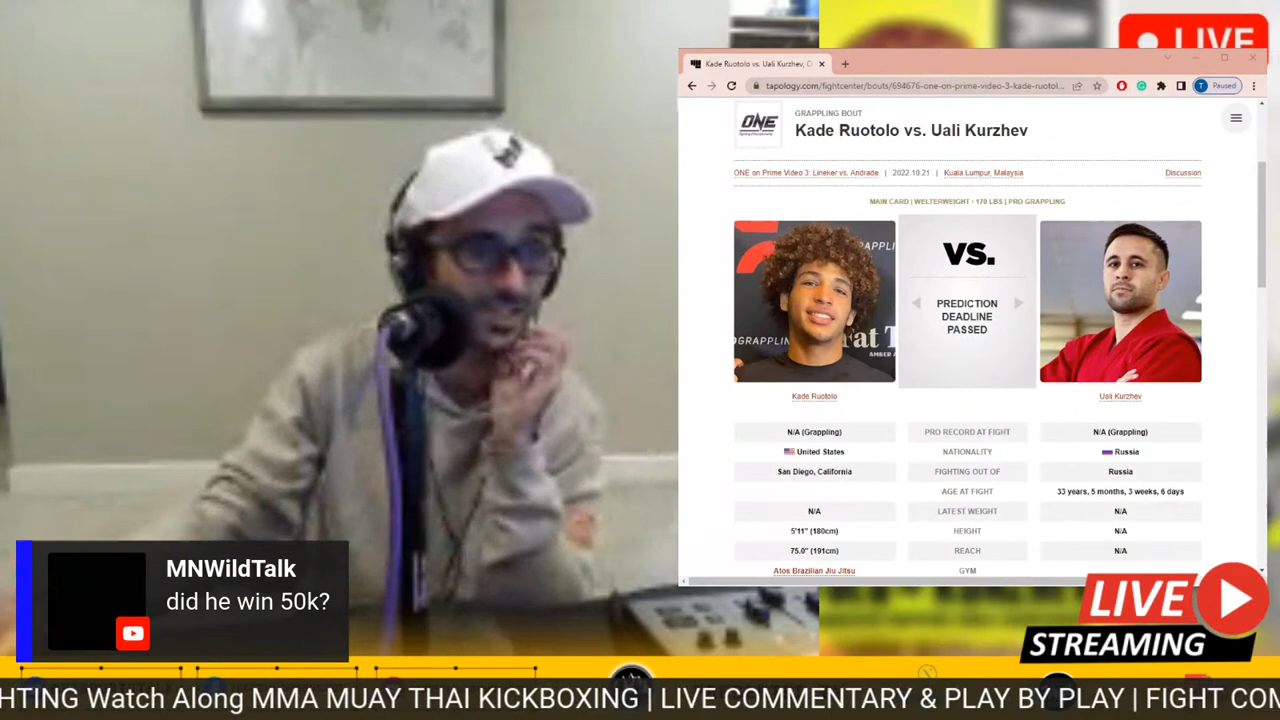 LIVE
Kade Ruotolo vs. Uali Kurzhev, O
tapology.com/fightcenter/bouts/694676-one-on-prime-video-3-kade-ruotol...
T Paused
ONE
GRAPPLING BOUT
Kade Ruotolo vs. Uali Kurzhev
ONE on Prime Video 3: Lineker vs. Andrade | 2022.10.21 | Kuala Lumpur, Malaysia
Discussion
MAIN CARD | WELTERWEIGHT · 170 LBS | PRO GRAPPLING
VS.
PREDICTION
DEADLINE
PASSED
Kade Ruotolo
Uali Kurzhev
N/A (Grappling) PRO RECORD AT FIGHT N/A (Grappling)
United States NATIONALITY Russia
San Diego, California FIGHTING OUT OF Russia
AGE AT FIGHT 33 years, 5 months, 3 weeks, 6 days
N/A LATEST WEIGHT N/A
5'11" (180cm) HEIGHT N/A
75.0" (191cm) REACH N/A
Atos Brazilian Jiu Jitsu GYM
MNWildTalk
did he win 50k?
LIVE
STREAMING
HTING Watch Along MMA MUAY THAI KICKBOXING | LIVE COMMENTARY & PLAY BY PLAY | FIGHT COM